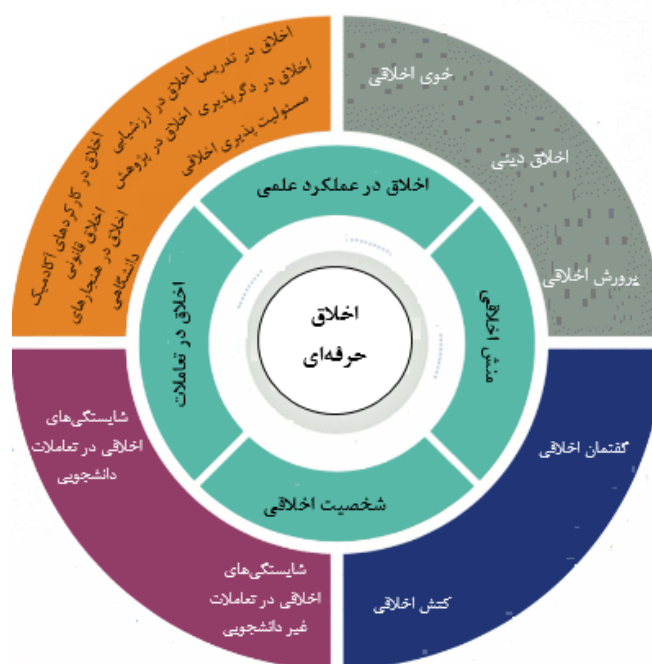 اخلاق
حرفه‌ای
اخلاق در عملکرد علمی
منش اخلاقی
شخصیت اخلاقی
اخلاق در تعاملات
خوی اخلاقی
اخلاق دینی
پرورش اخلاقی
گفتمان اخلاقی
کنش اخلاقی
شایستگی‌های
اخلاقی در تعاملات
غیر دانشجویی
شایستگی‌های
اخلاقی در تعاملات
دانشجویی
اخلاق در تدریس اخلاق در ارزشیابی
اخلاق در دگرپذیری اخلاق در پژوهش
مسئولیت پذیری اخلاقی
اخلاق در کارکردهای آکادمیک
اخلاق قانونی
اخلاق در هنجارهای
دانشگاهی